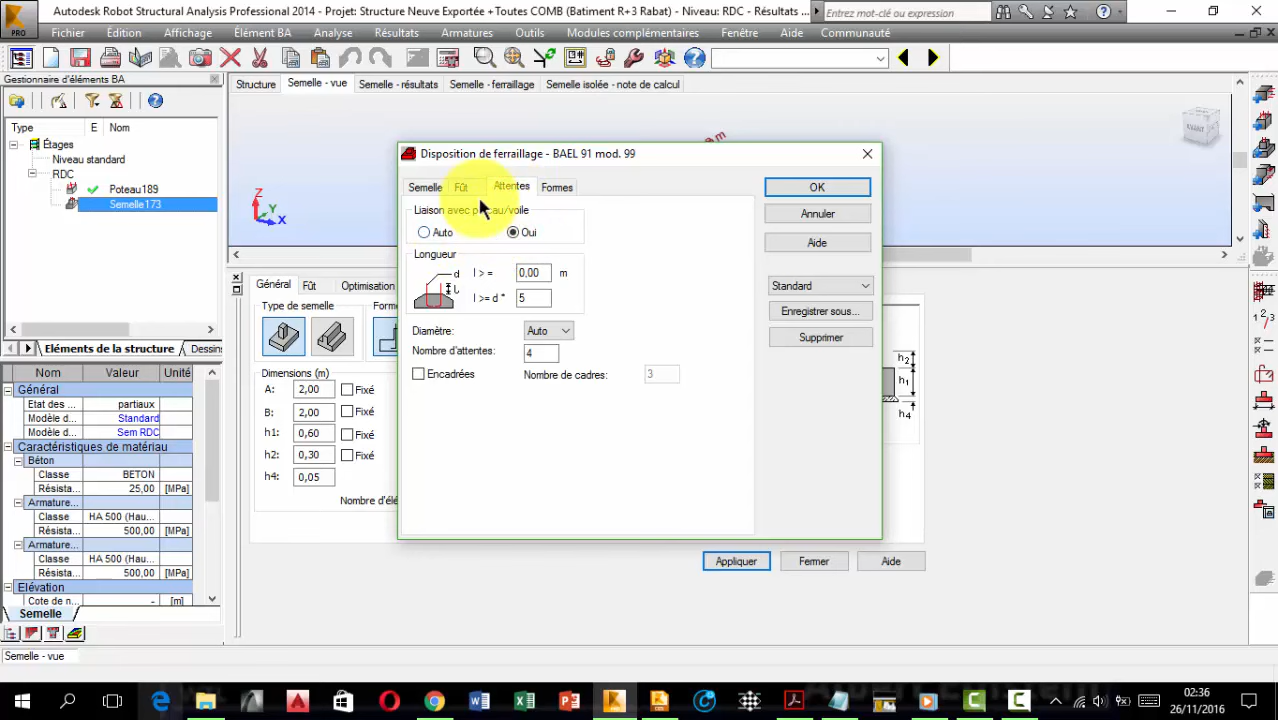 Autodesk Robot Structural Analysis Professional 2014 - Projet: Structure Neuve Exportée +Toutes COMB (Batiment R+3 Rabat) - Niveau: RDC - Résultats ...
Entrez mot-clé ou expression
PRO
Fichier Édition Affichage Élément BA Analyse Résultats Armatures Outils Modules complémentaires Fenêtre Aide Communauté
Gestionnaire d'éléments BA
Structure Semelle - vue Semelle - résultats Semelle - ferraillage Semelle isolée - note de calcul
Type E Nom
Étages
Niveau standard
RDC
Poteau189
Semelle173
Eléments de la structure Dessins
Z
Y
X
m
AVANT
Disposition de ferraillage - BAEL 91 mod. 99
Semelle Fût Attentes Formes
Liaison avec
au/voile
Auto Oui
Longueur
d
l >= 0,00 m
l >= d * 5
Diamètre: Auto
Nombre d'attentes: 4
Encadrées Nombre de cadres: 3
OK
Annuler
Aide
Standard
Enregistrer sous...
Supprimer
Général Fût Optimisation
Type de semelle Forme
Dimensions (m)
A: 2,00 Fixé
B: 2,00 Fixé
h1: 0,60 Fixé
h2: 0,30 Fixé
h4: 0,05
Nombre d'élé
h2
h1
h4
Appliquer Fermer Aide
Nom Valeur Unité
Général
Etat des ... partiaux
Modèle d... Standard
Modèle d... Sem RDC
Caractéristiques de matériau
Béton
Classe BETON
Résista... 25,00 [MPa]
Armature...
Classe HA 500 (Hau...
Résista... 500,00 [MPa]
Armature...
Classe HA 500 (Hau...
Résista... 500,00 [MPa]
Elévation
Cote de n... - [m]
Semelle
Semelle - vue
02:36
26/11/2016